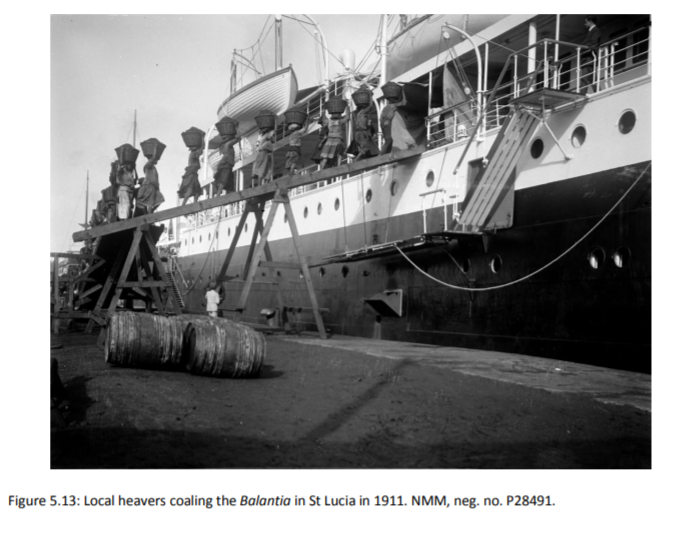 Figure 5.13: Local heavers coaling the Balantia in St Lucia in 1911. NMM, neg. no. P28491.